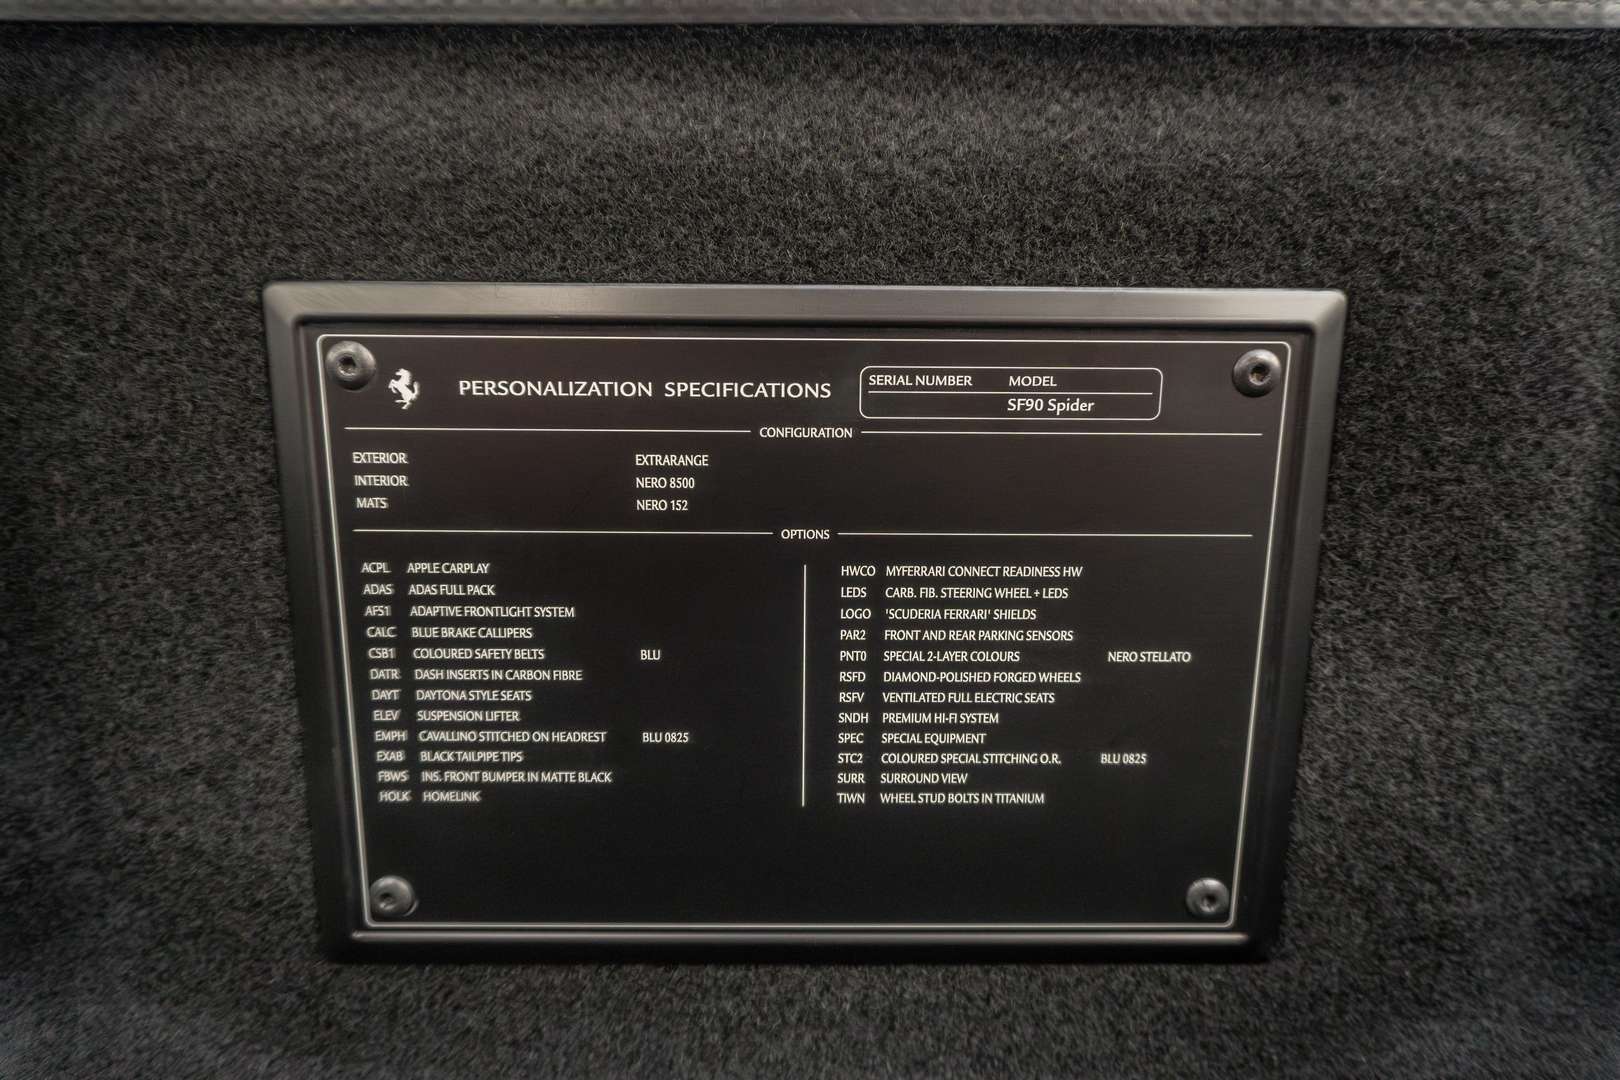 PERSONALIZATION SPECIFICATIONS
SERIAL NUMBER MODEL
SF90 Spider
CONFIGURATION
EXTERIOR EXTRARANGE
INTERIOR NERO 8500
MATS NERO 152
OPTIONS
ACPL APPLE CARPLAY
ADAS ADAS FULL PACK
AFS1 ADAPTIVE FRONTLIGHT SYSTEM
CALC BLUE BRAKE CALLIPERS
CSB1 COLOURED SAFETY BELTS BLU
DATR DASH INSERTS IN CARBON FIBRE
DAYT DAYTONA STYLE SEATS
ELEV SUSPENSION LIFTER
EMPH CAVALLINO STITCHED ON HEADREST BLU 0825
EXAB BLACK TAILPIPE TIPS
FBWS INS. FRONT BUMPER IN MATTE BLACK
HOLK HOMELINK
HWCO MYFERRARI CONNECT READINESS HW
LEDS CARB. FIB. STEERING WHEEL + LEDS
LOGO 'SCUDERIA FERRARI' SHIELDS
PAR2 FRONT AND REAR PARKING SENSORS
PNT0 SPECIAL 2-LAYER COLOURS NERO STELLATO
RSFD DIAMOND-POLISHED FORGED WHEELS
RSFV VENTILATED FULL ELECTRIC SEATS
SNDH PREMIUM HI-FI SYSTEM
SPEC SPECIAL EQUIPMENT
STC2 COLOURED SPECIAL STITCHING O.R. BLU 0825
SURR SURROUND VIEW
TIWN WHEEL STUD BOLTS IN TITANIUM